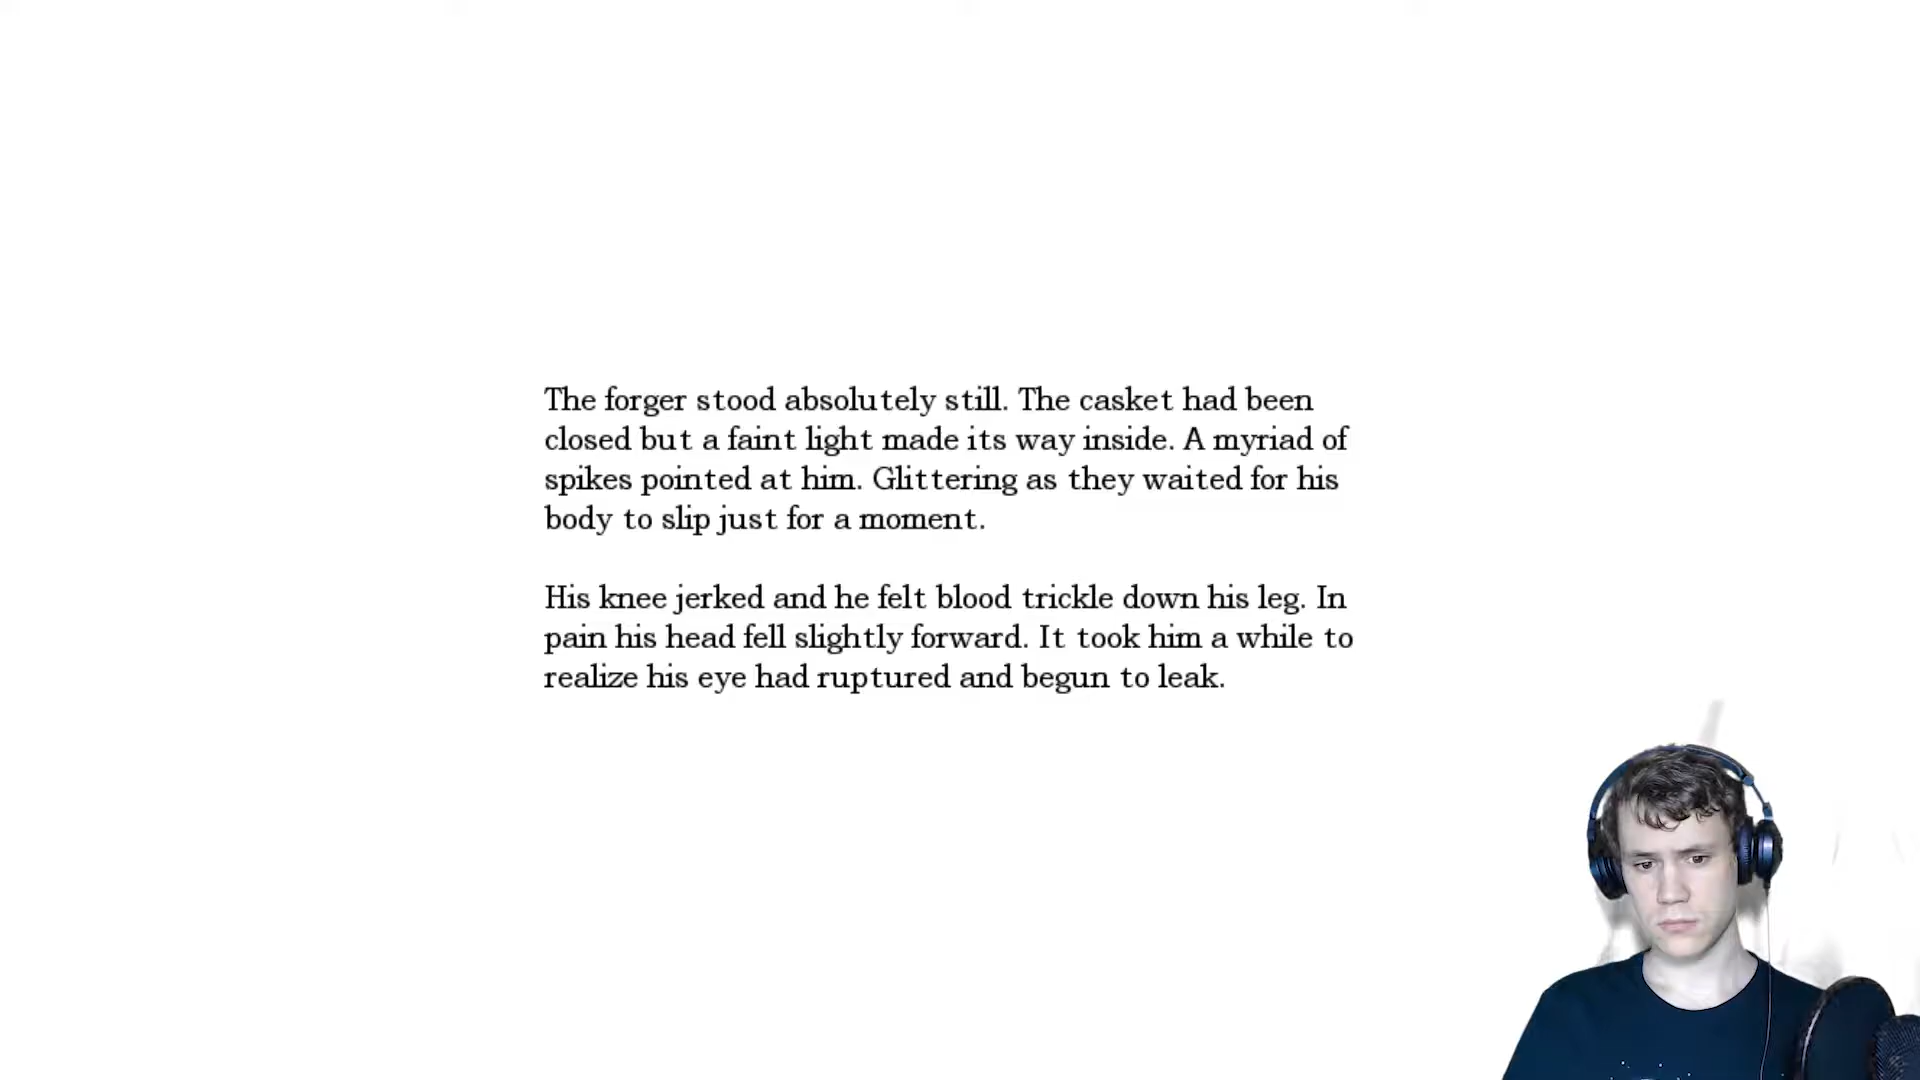 The forger stood absolutely still. The casket had been
closed but a faint light made its way inside. A myriad of
spikes pointed at him. Glittering as they waited for his
body to slip just for a moment.
His knee jerked and he felt blood trickle down his leg. In
pain his head fell slightly forward. It took him a while to
realize his eye had ruptured and begun to leak.